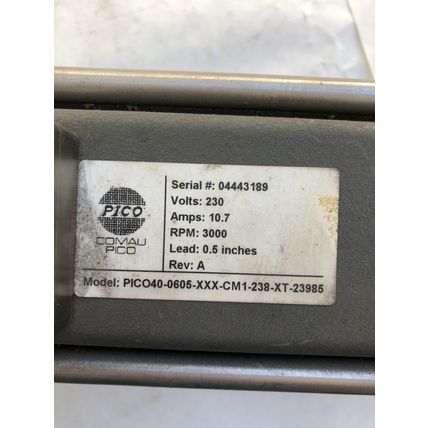 PICO
COMAU
PICO
Serial #: 04443189
Volts: 230
Amps: 10.7
RPM: 3000
Lead: 0.5 inches
Rev: A
Model: PICO40-0605-XXX-CM1-238-XT-23985